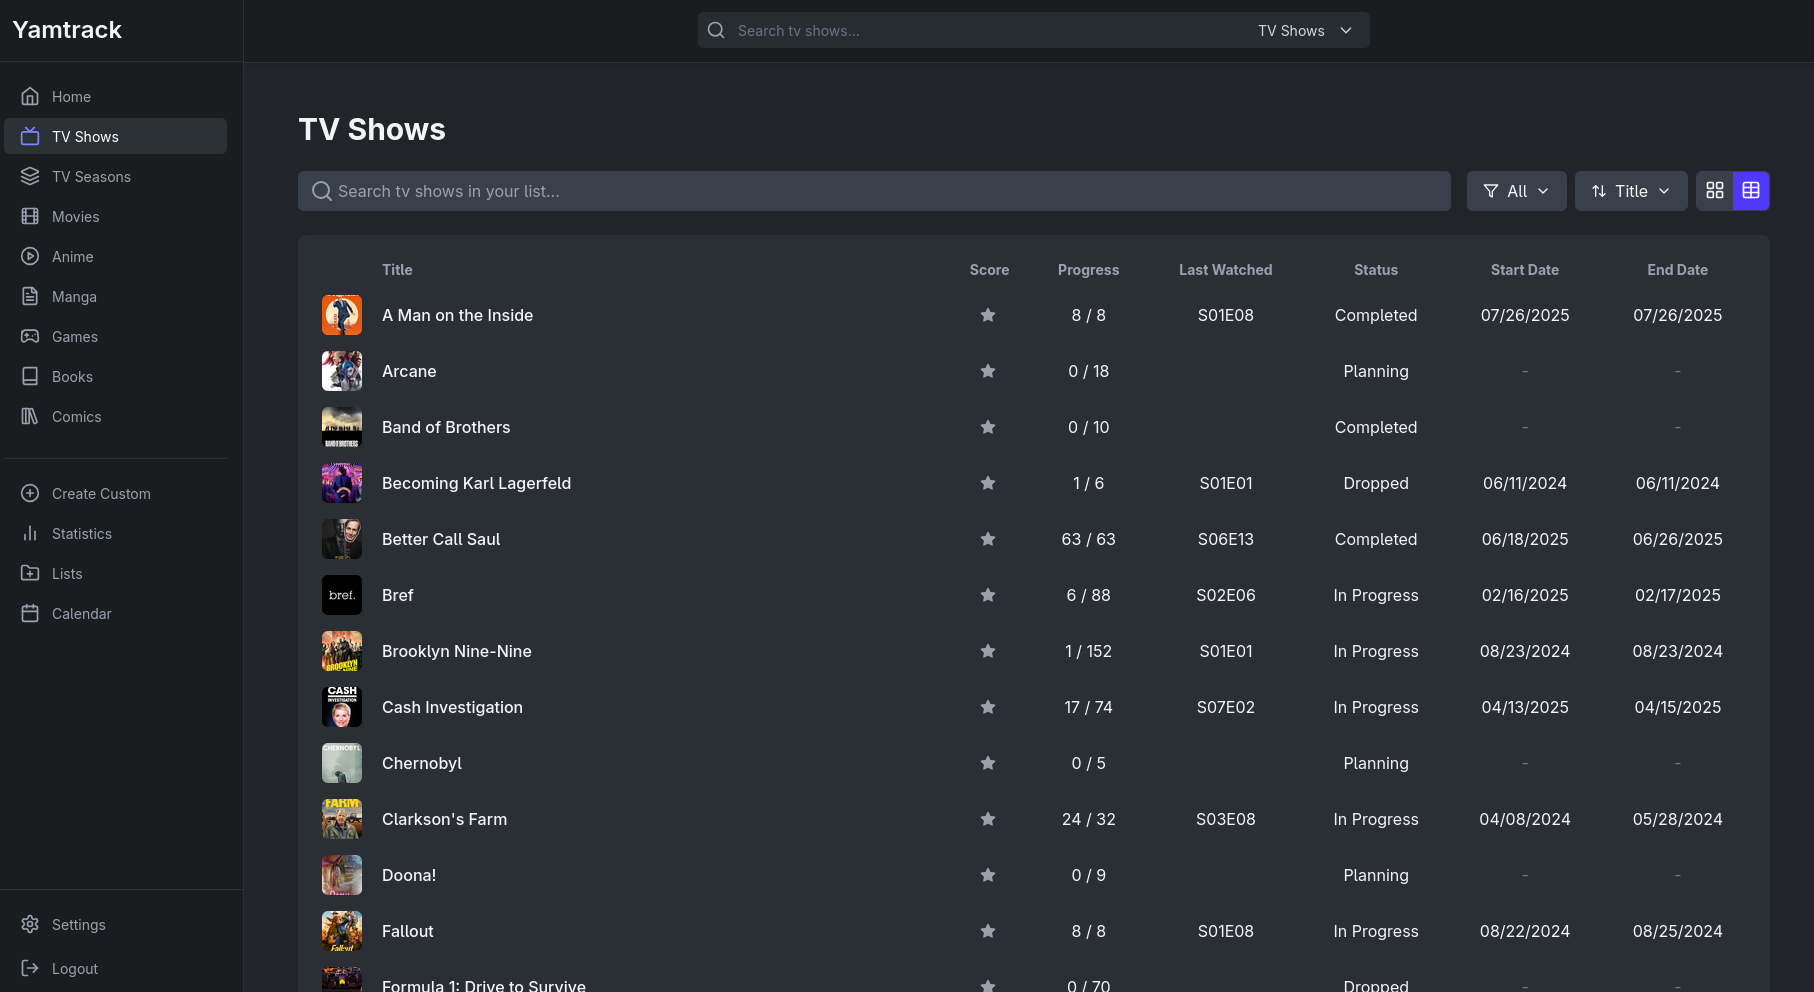 Yamtrack
Search tv shows...
TV Shows
Home
TV Shows
TV Seasons
Movies
Anime
Manga
Games
Books
Comics
Create Custom
Statistics
Lists
Calendar
Settings
Logout
TV Shows
Search tv shows in your list...
All
Title
Title Score Progress Last Watched Status Start Date End Date
A Man on the Inside 8 / 8 S01E08 Completed 07/26/2025 07/26/2025
Arcane 0 / 18 Planning - -
BAND OF BROTHERS
Band of Brothers 0 / 10 Completed - -
Becoming Karl Lagerfeld 1 / 6 S01E01 Dropped 06/11/2024 06/11/2024
Better Call Saul 63 / 63 S06E13 Completed 06/18/2025 06/26/2025
bref.
Bref 6 / 88 S02E06 In Progress 02/16/2025 02/17/2025
BROOKLYN
Brooklyn Nine-Nine 1 / 152 S01E01 In Progress 08/23/2024 08/23/2024
CASH
INVESTIGATION
Cash Investigation 17 / 74 S07E02 In Progress 04/13/2025 04/15/2025
CHERNOBYL
Chernobyl 0 / 5 Planning - -
FARM
Clarkson's Farm 24 / 32 S03E08 In Progress 04/08/2024 05/28/2024
Doona! 0 / 9 Planning - -
Fallout
Fallout 8 / 8 S01E08 In Progress 08/22/2024 08/25/2024
Formula 1: Drive to Survive 0 / 70 Dropped - -